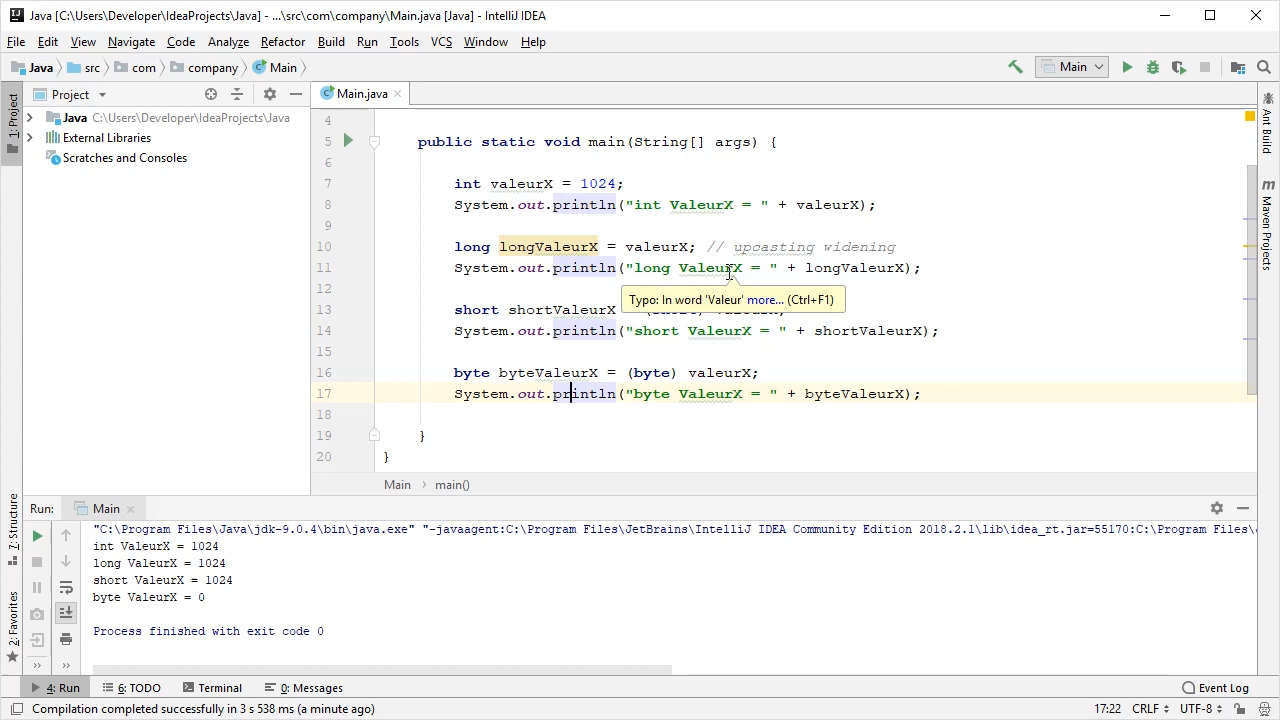 Java [C:\Users\Developer\IdeaProjects\Java] - ...\src\com\company\Main.java [Java] - IntelliJ IDEA
File Edit View Navigate Code Analyze Refactor Build Run Tools VCS Window Help
Java src com company Main
Main
1: Project
Project
Java C:\Users\Developer\IdeaProjects\Java
External Libraries
Scratches and Consoles
Main.java
4
5 public static void main(String[] args) {
6
7 int valeurX = 1024;
8 System.out.println("int ValeurX = " + valeurX);
9
10 long longValeurX = valeurX; // upcasting widening
11 System.out.println("long ValeurX = " + longValeurX);
12
Typo: In word 'Valeur' more... (Ctrl+F1)
13 short shortValeurX
14 System.out.println("short ValeurX = " + shortValeurX);
15
16 byte byteValeurX = (byte) valeurX;
17 System.out.println("byte ValeurX = " + byteValeurX);
18
19 }
20 }
Main main()
Ant Build
m Maven Projects
7: Structure
2: Favorites
Run: Main
"C:\Program Files\Java\jdk-9.0.4\bin\java.exe" "-javaagent:C:\Program Files\JetBrains\IntelliJ IDEA Community Edition 2018.2.1\lib\idea_rt.jar=55170:C:\Program Files\
int ValeurX = 1024
long ValeurX = 1024
short ValeurX = 1024
byte ValeurX = 0
Process finished with exit code 0
4: Run 6: TODO Terminal 0: Messages Event Log
Compilation completed successfully in 3 s 538 ms (a minute ago) 17:22 CRLF UTF-8